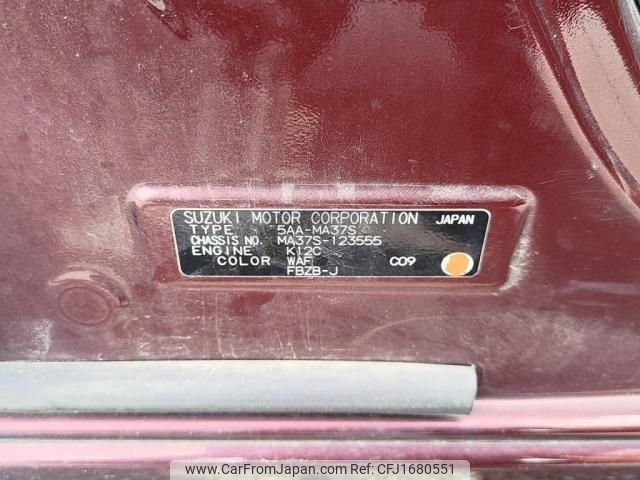 SUZUKI MOTOR CORPORATION JAPAN
TYPE 5AA-MA37S
CHASSIS NO. MA37S-123555
ENGINE K12C
COLOR WAF C09
FBZB-J
www.CarFromJapan.com - Ref No: CFJ1680551